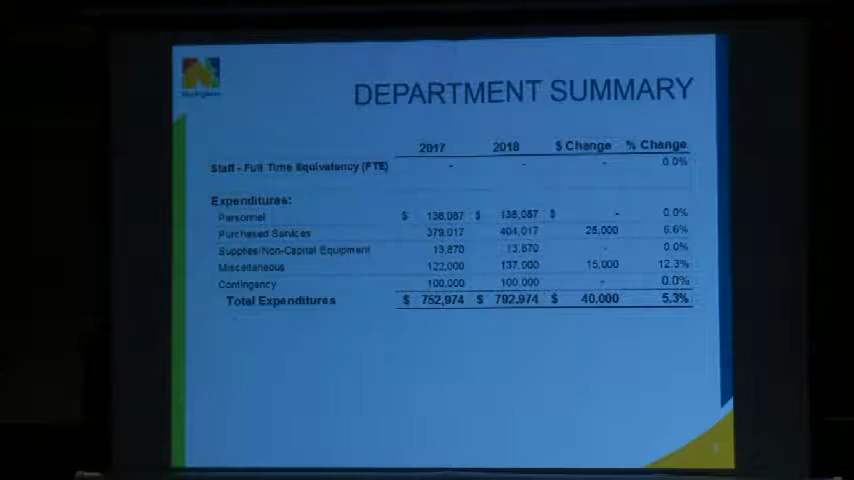 DEPARTMENT SUMMARY
2017 2018 $ Change % Change
Staff - Full Time Equivalency (FTE) - - - 0.0%
Expenditures:
Personnel $ 138,087 $ 138,087 $ - 0.0%
Purchased Services 379,017 404,017 25,000 6.6%
Supplies/Non-Capital Equipment 13,870 13,870 - 0.0%
Miscellaneous 122,000 137,000 15,000 12.3%
Contingency 100,000 100,000 - 0.0%
Total Expenditures $ 752,974 $ 792,974 $ 40,000 5.3%